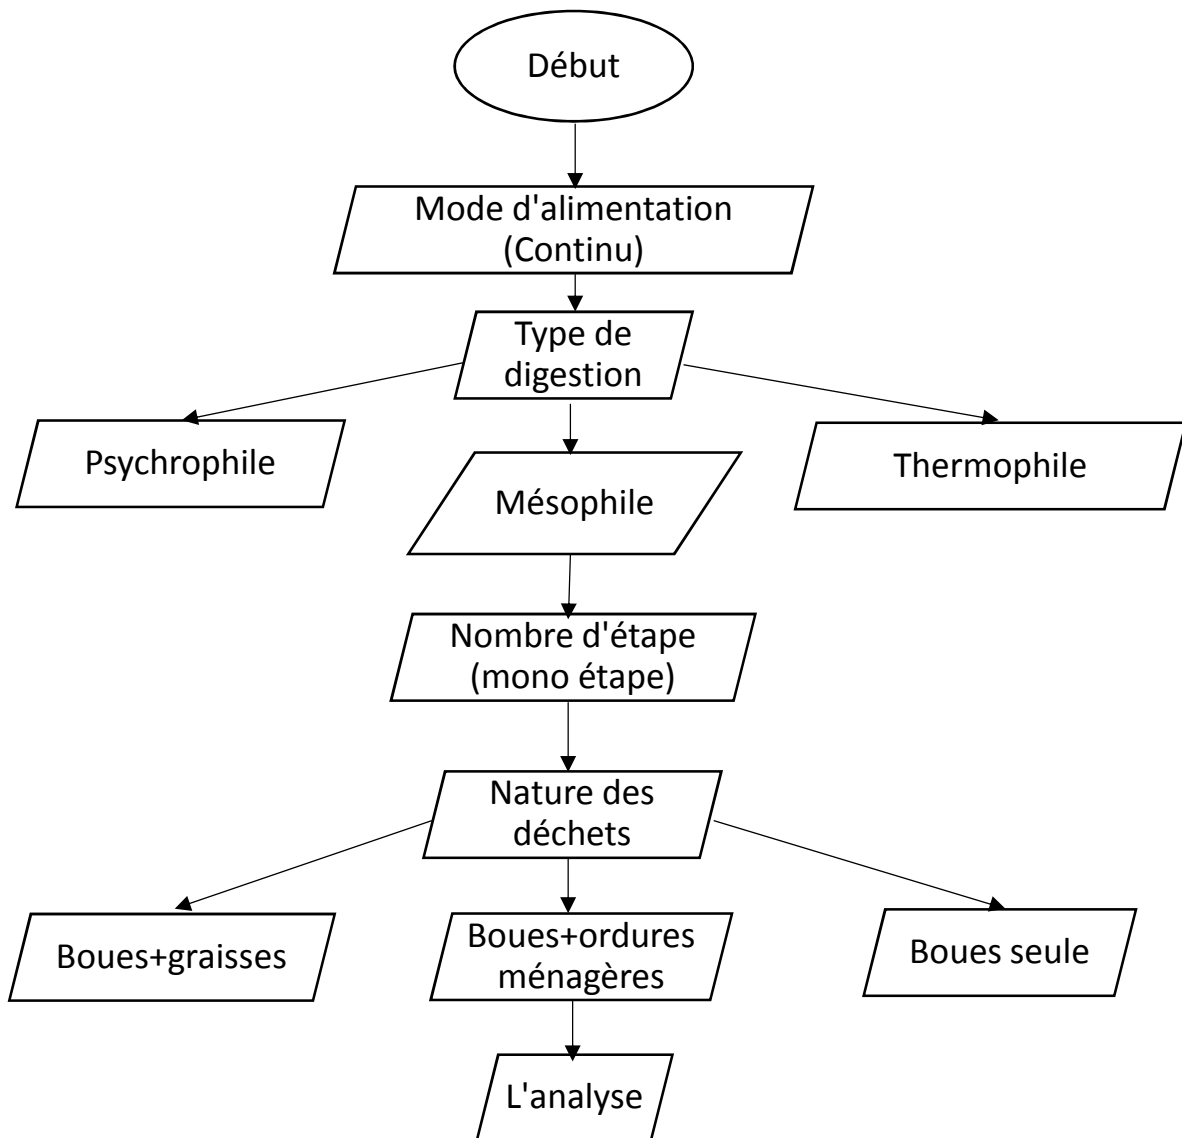 Début
Mode d'alimentation
(Continu)
Type de
digestion
Psychrophile
Thermophile
Mésophile
Nombre d'étape
(mono étape)
Nature des
déchets
Boues+graisses
Boues+ordures
ménagères
Boues seule
L'analyse